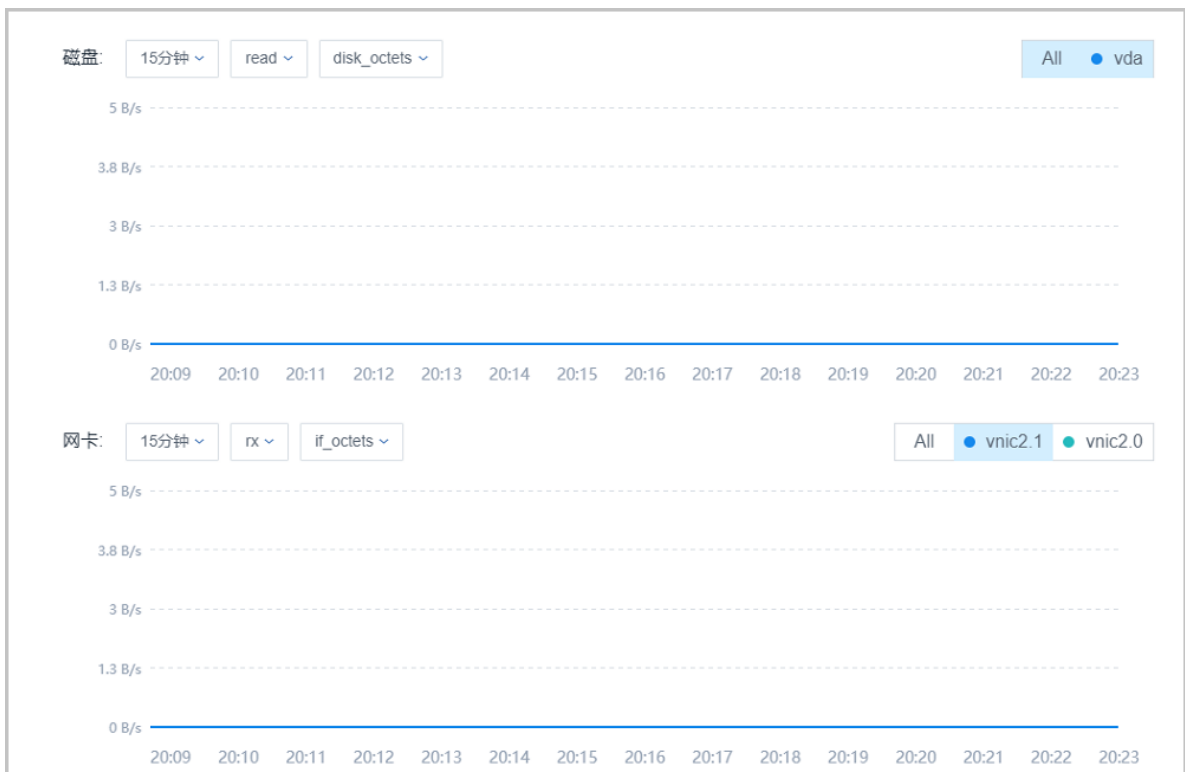 磁盘: 15分钟 read disk_octets All vda
5 B/s
3.8 B/s
3 B/s
1.3 B/s
0 B/s
20:09 20:10 20:11 20:12 20:13 20:14 20:15 20:16 20:17 20:18 20:19 20:20 20:21 20:22 20:23
网卡: 15分钟 rx if_octets All vnic2.1 vnic2.0
5 B/s
3.8 B/s
3 B/s
1.3 B/s
0 B/s
20:09 20:10 20:11 20:12 20:13 20:14 20:15 20:16 20:17 20:18 20:19 20:20 20:21 20:22 20:23